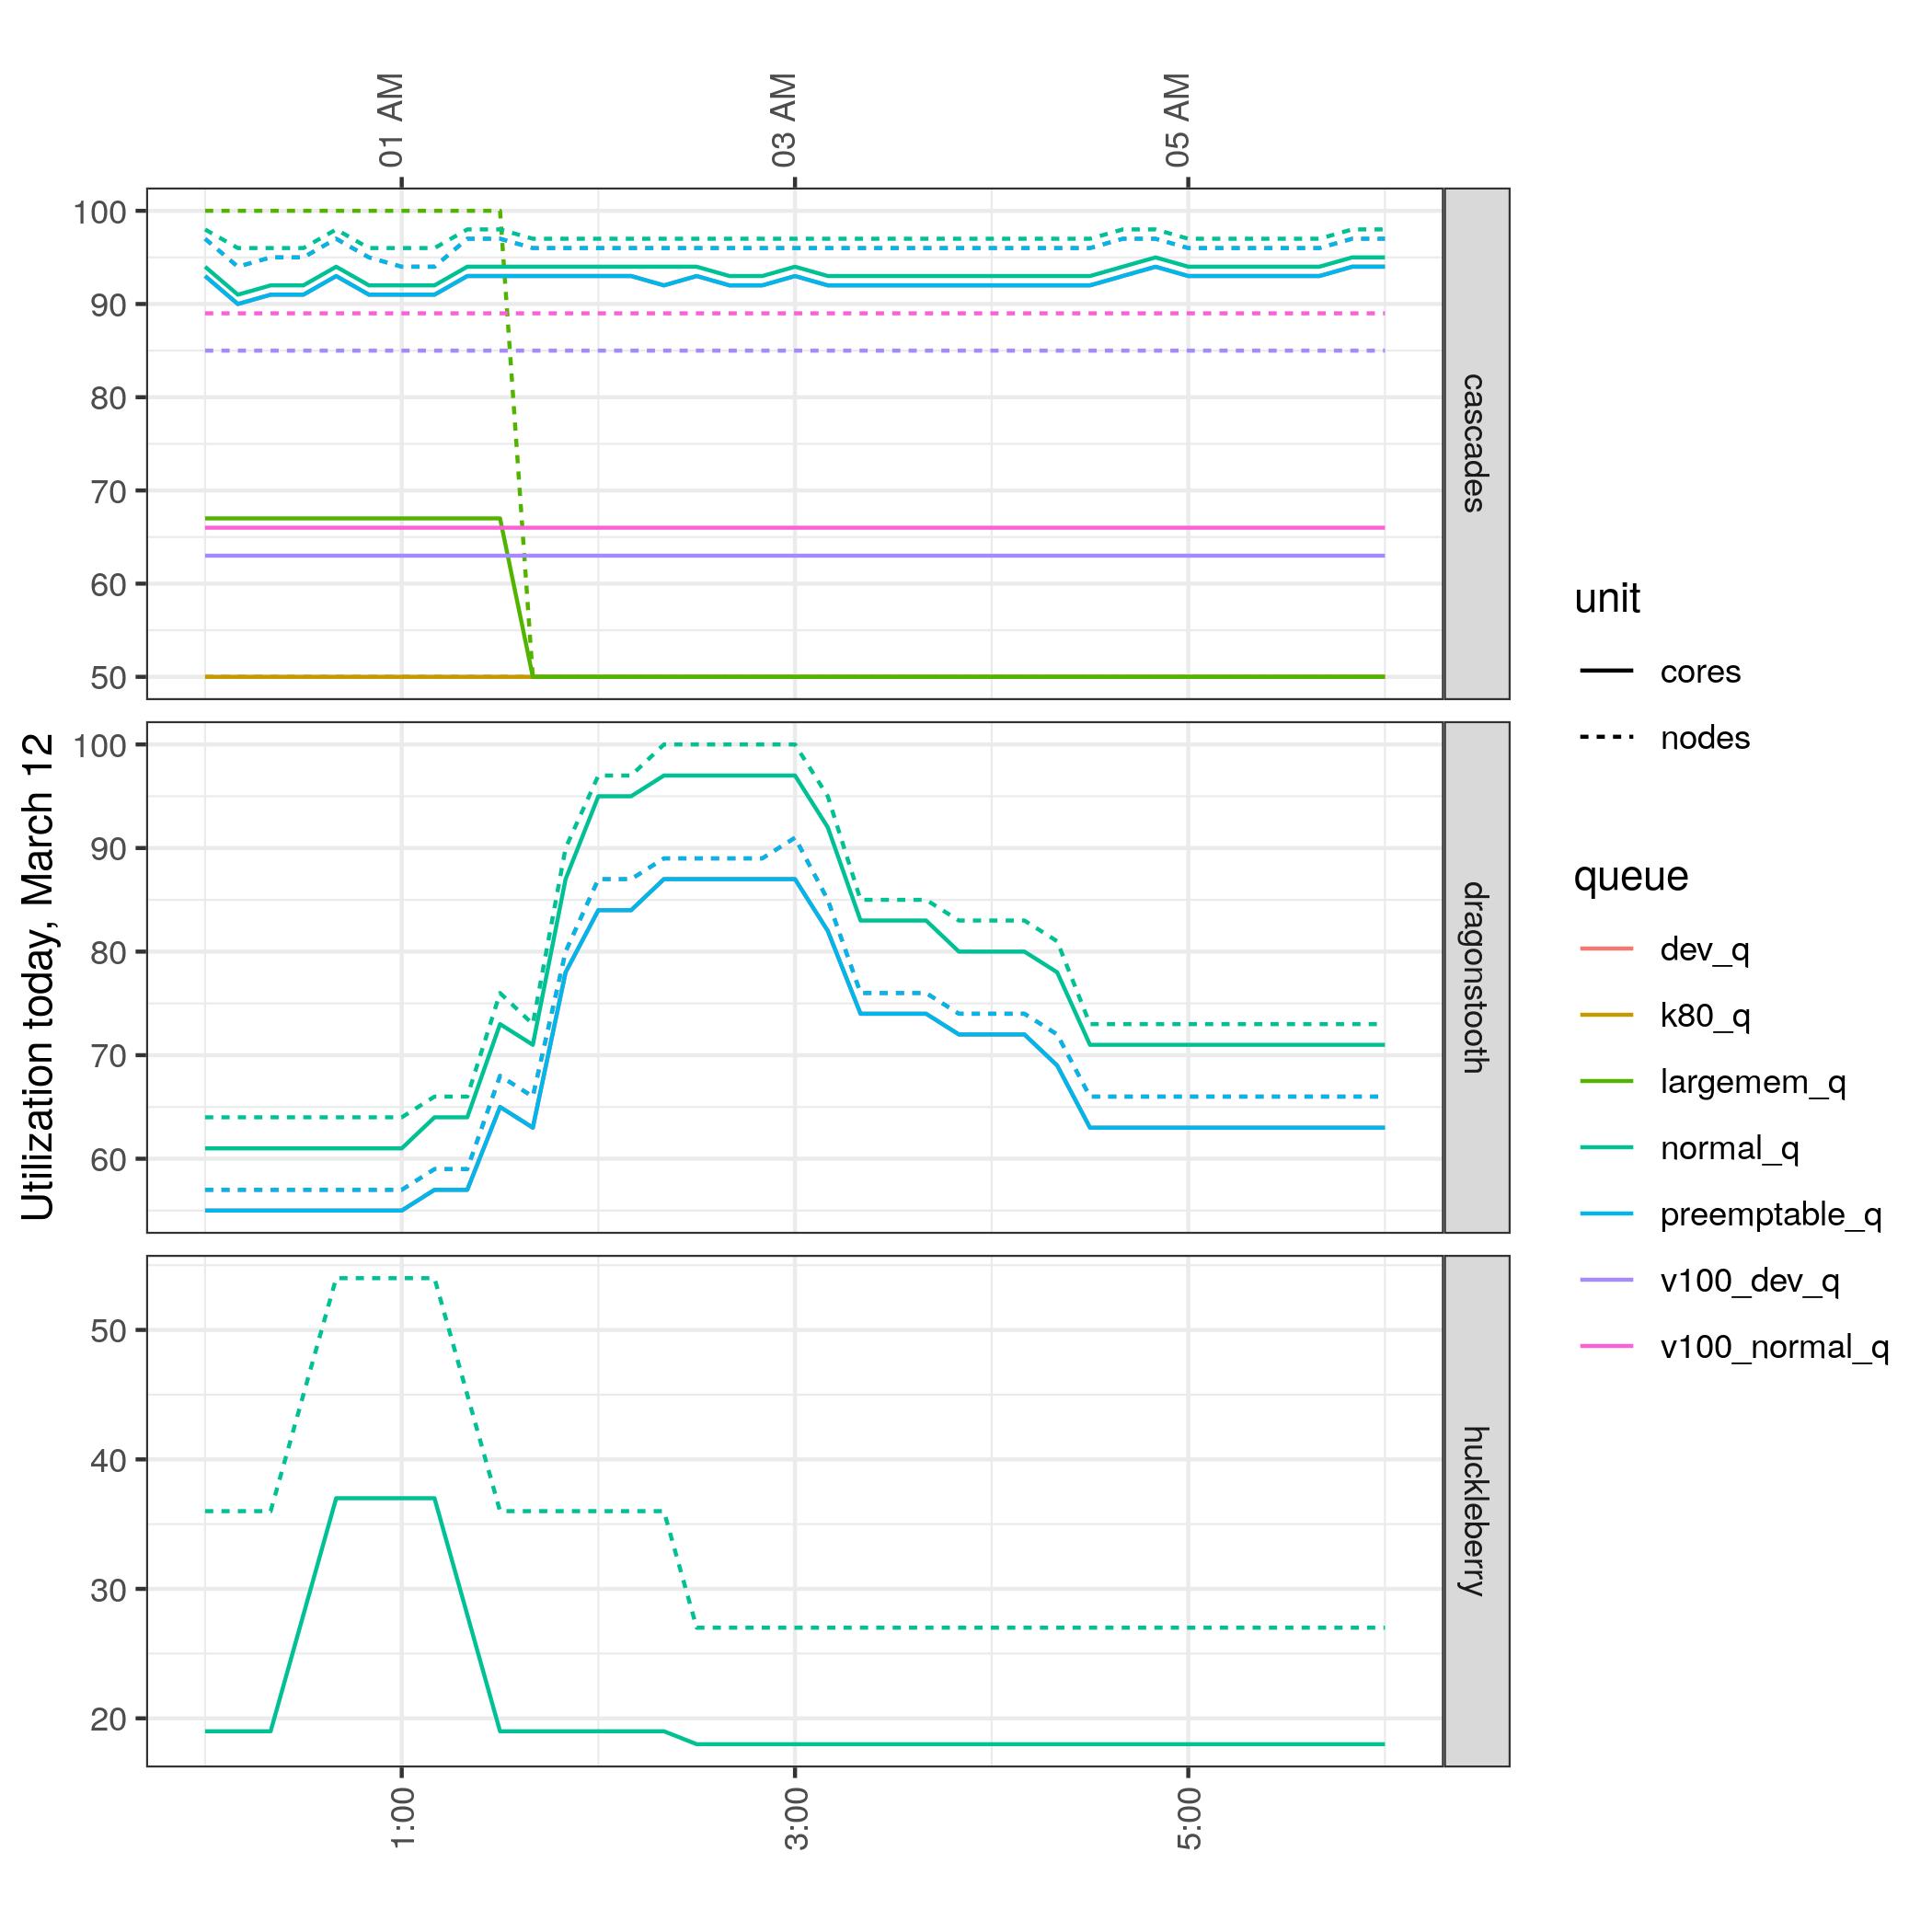 01 AM
03 AM
05 AM
100
90
80
70
60
50
cascades
Utilization today, March 12
100
90
80
70
60
dragonstooth
50
40
30
20
huckleberry
1:00
3:00
5:00
unit
cores
nodes
queue
dev_q
k80_q
largemem_q
normal_q
preemptable_q
v100_dev_q
v100_normal_q